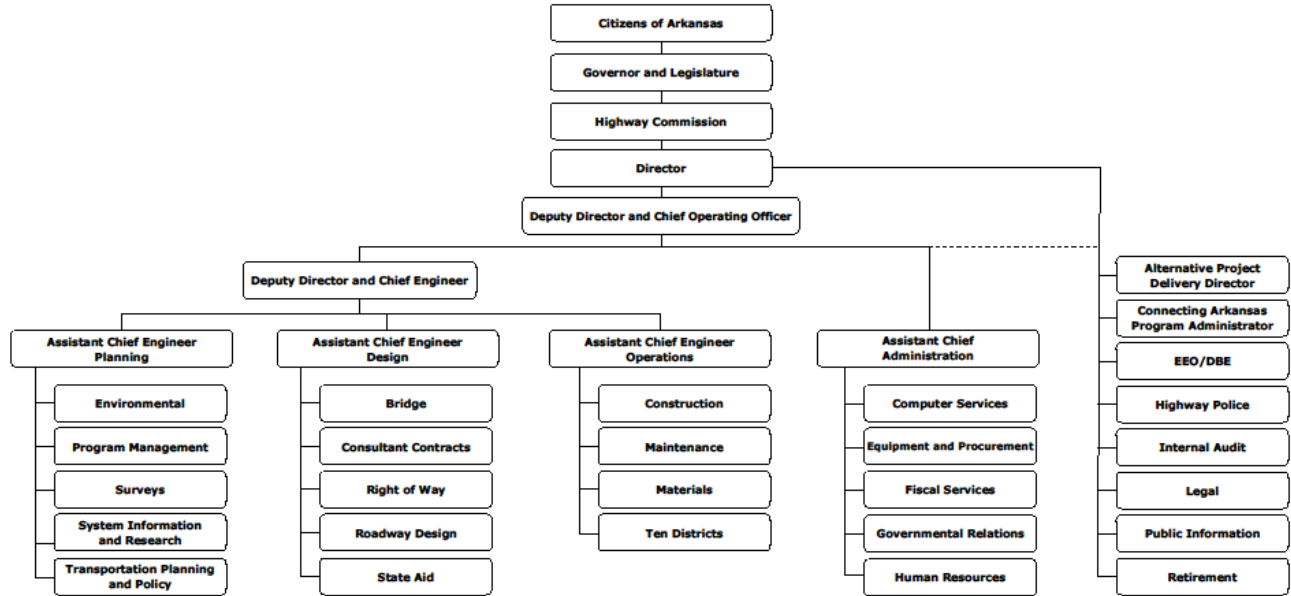 Citizens of Arkansas
Governor and Legislature
Highway Commission
Director
Deputy Director and Chief Operating Officer
Deputy Director and Chief Engineer
Assistant Chief Engineer
Planning
Environmental
Program Management
Surveys
System Information
and Research
Transportation Planning
and Policy
Assistant Chief Engineer
Design
Bridge
Consultant Contracts
Right of Way
Roadway Design
State Aid
Assistant Chief Engineer
Operations
Construction
Maintenance
Materials
Ten Districts
Assistant Chief
Administration
Computer Services
Equipment and Procurement
Fiscal Services
Governmental Relations
Human Resources
Alternative Project
Delivery Director
Connecting Arkansas
Program Administrator
EEO/DBE
Highway Police
Internal Audit
Legal
Public Information
Retirement